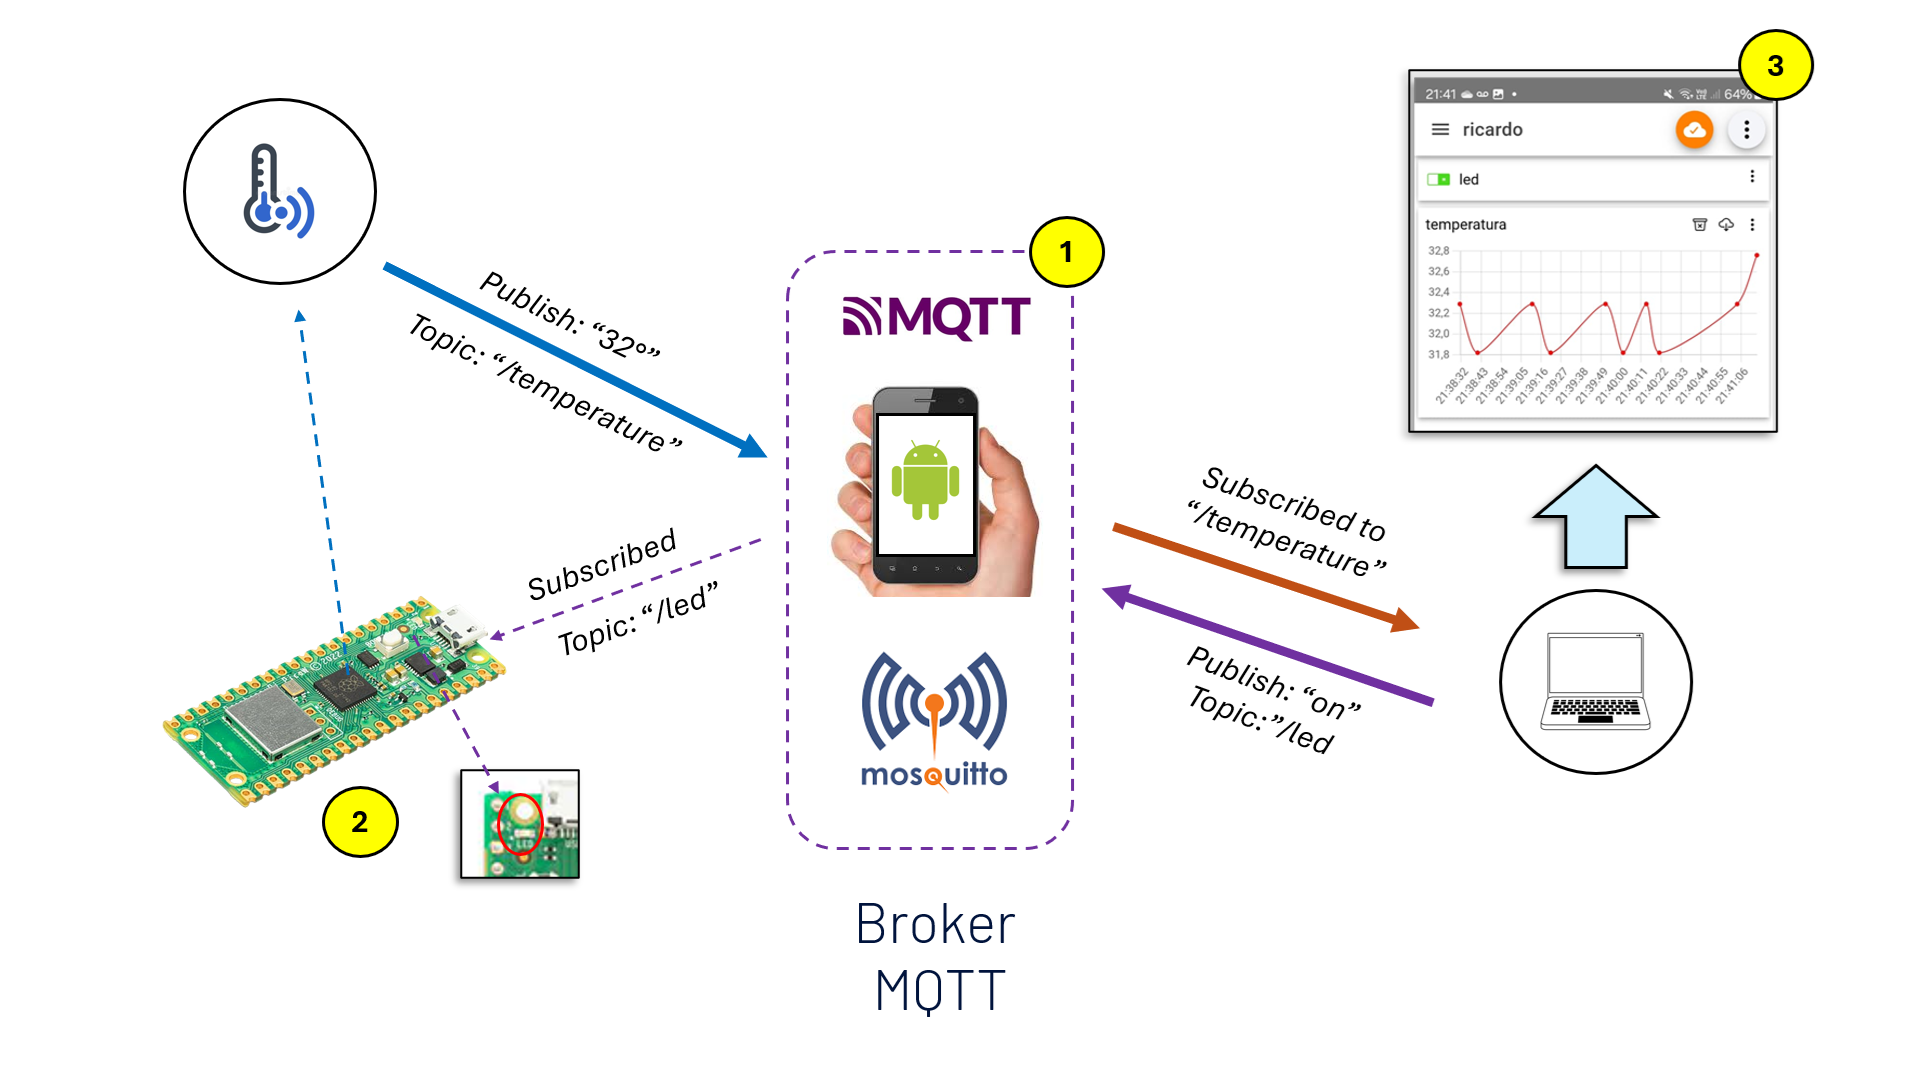 Publish: “32°”
Topic: “/temperature”
Subscribed
Topic: “/led”
2
1
MQTT
mosquitto
Broker
MQTT
Subscribed to
“/temperature”
Publish: “on”
Topic:”/led
3
21:41
64%
ricardo
led
temperatura
32,8
32,6
32,4
32,2
32,0
31,8
21:38:32
21:38:43
21:38:54
21:39:05
21:39:16
21:39:27
21:39:38
21:39:49
21:40:00
21:40:11
21:40:22
21:40:33
21:40:44
21:40:55
21:41:06
LED